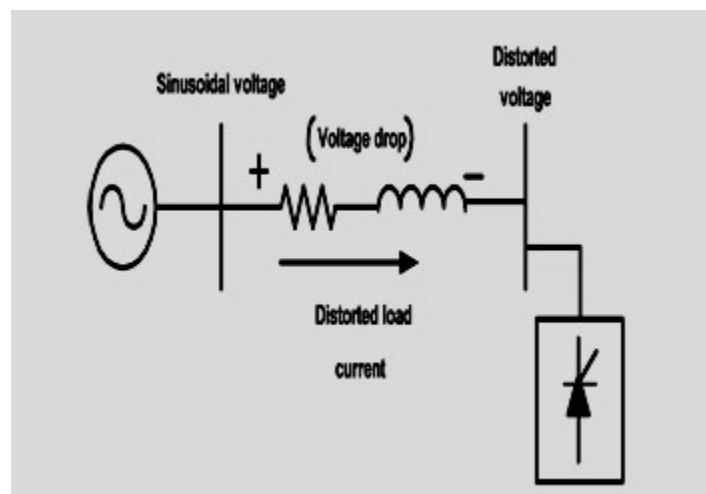 Distorted
voltage
Sinusoidal voltage
(Voltage drop)
+
-
Distorted load
current